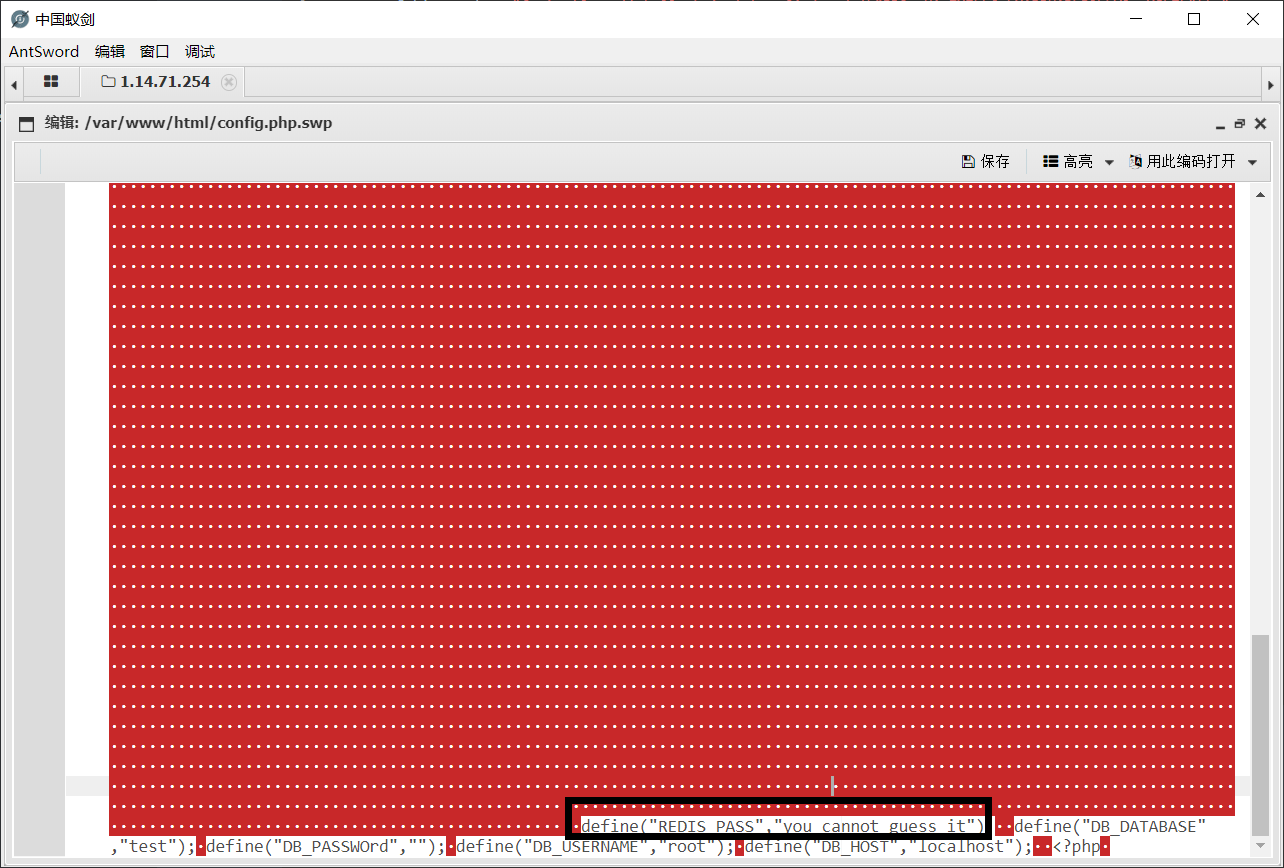 中国蚁剑
AntSword 编辑 窗口 调试
1.14.71.254
编辑: /var/www/html/config.php.swp
保存 高亮 用此编码打开
define("REDIS_PASS","you_cannot_guess_it") define("DB_DATABASE"
,"test"); define("DB_PASSWOrd",""); define("DB_USERNAME","root"); define("DB_HOST","localhost"); <?php